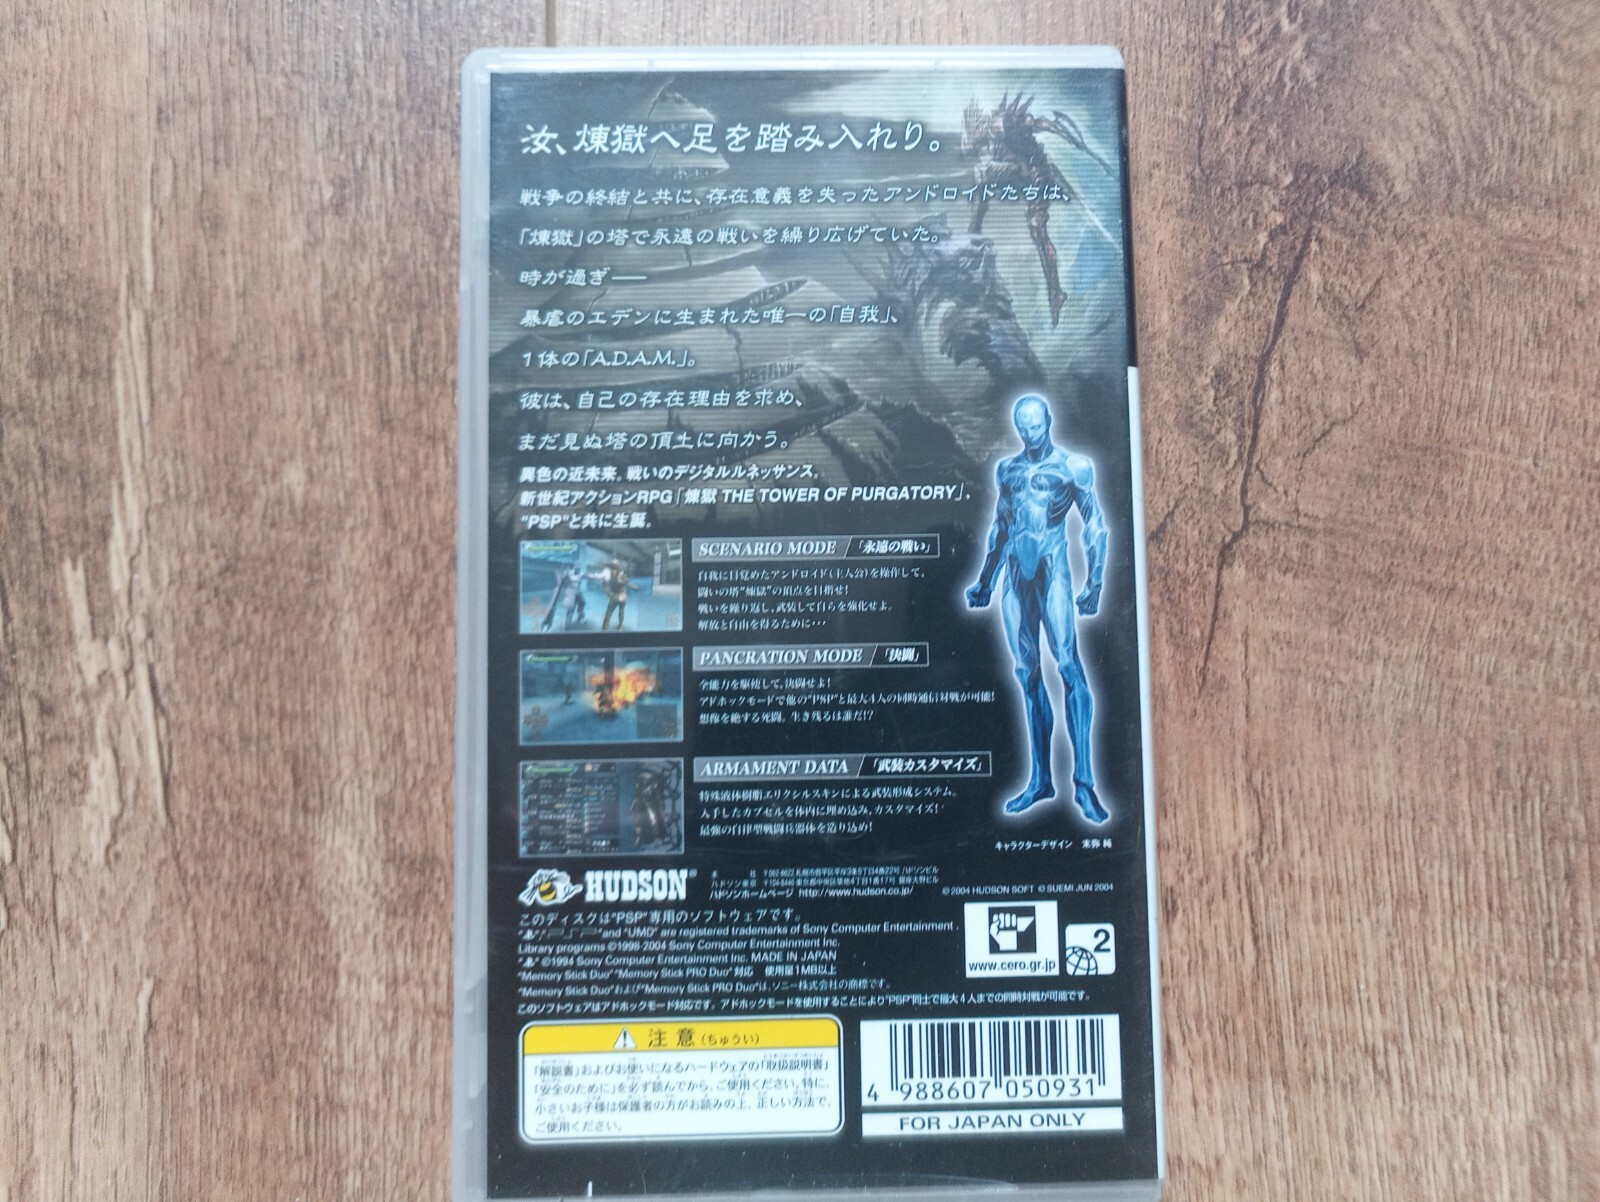 汝、煉獄へ足を踏み入れり。
戦争の終結と共に、存在意義を失ったアンドロイドたちは、
「煉獄」の塔で永遠の戦いを繰り広げていた。
時が過ぎ──
暴虐のエデンに生まれた唯一の「自我」、
1体の「A.D.A.M.」。
彼は、自己の存在理由を求め、
まだ見ぬ塔の頂上に向かう。
異色の近未来。戦いのデジタルルネッサンス。
新世紀アクションRPG「煉獄 THE TOWER OF PURGATORY」、
"PSP"と共に生誕。
SCENARIO MODE / 「永遠の戦い」
自我に目覚めたアンドロイド(主人公)を操作して、
闘いの塔"煉獄"の頂点を目指せ!
戦いを繰り返し、武装して自らを強化せよ。
解放と自由を得るために・・・
PANCRATION MODE / 「決闘」
全能力を駆使して、決闘せよ!
アドホックモードで他の"PSP"と最大4人の同時通信対戦が可能!
想像を絶する死闘。生き残るは誰だ!?
ARMAMENT DATA / 「武装カスタマイズ」
特殊液体樹脂エリクシルスキンによる武装形成システム。
入手したカプセルを体内に埋め込み、カスタマイズ!
最強の自律型戦闘兵器体を造り込め!
キャラクターデザイン 末弥 純
HUDSON®
本 社 〒062-8622 札幌市豊平区平岸3条5丁目4番22号 ハドソンビル
ハドソンホームページ http://www.hudson.co.jp/
© 2004 HUDSON SOFT © SUEMI JUN 2004
このディスクは"PSP"専用のソフトウェアです。
" ", "PSP" and "UMD" are registered trademarks of Sony Computer Entertainment .
Library programs ©1998-2004 Sony Computer Entertainment Inc.
" " ©1994 Sony Computer Entertainment Inc. MADE IN JAPAN
"Memory Stick Duo" "Memory Stick PRO Duo" 対応 使用量1MB以上
"Memory Stick Duo"および"Memory Stick PRO Duo"は、ソニー株式会社の商標です。
このソフトウェアはアドホックモード対応です。アドホックモードを使用することにより"PSP"同士で最大4人までの同時対戦が可能です。
www.cero.gr.jp
2
注意(ちゅうい)
「解説書」およびお使いになるハードウェアの「取扱説明書」
「安全のために」を必ず読んでから、ご使用ください。特に、
小さいお子様は保護者の方がお読みの上、正しい方法で、
ご使用ください。
4 988607 050931
FOR JAPAN ONLY